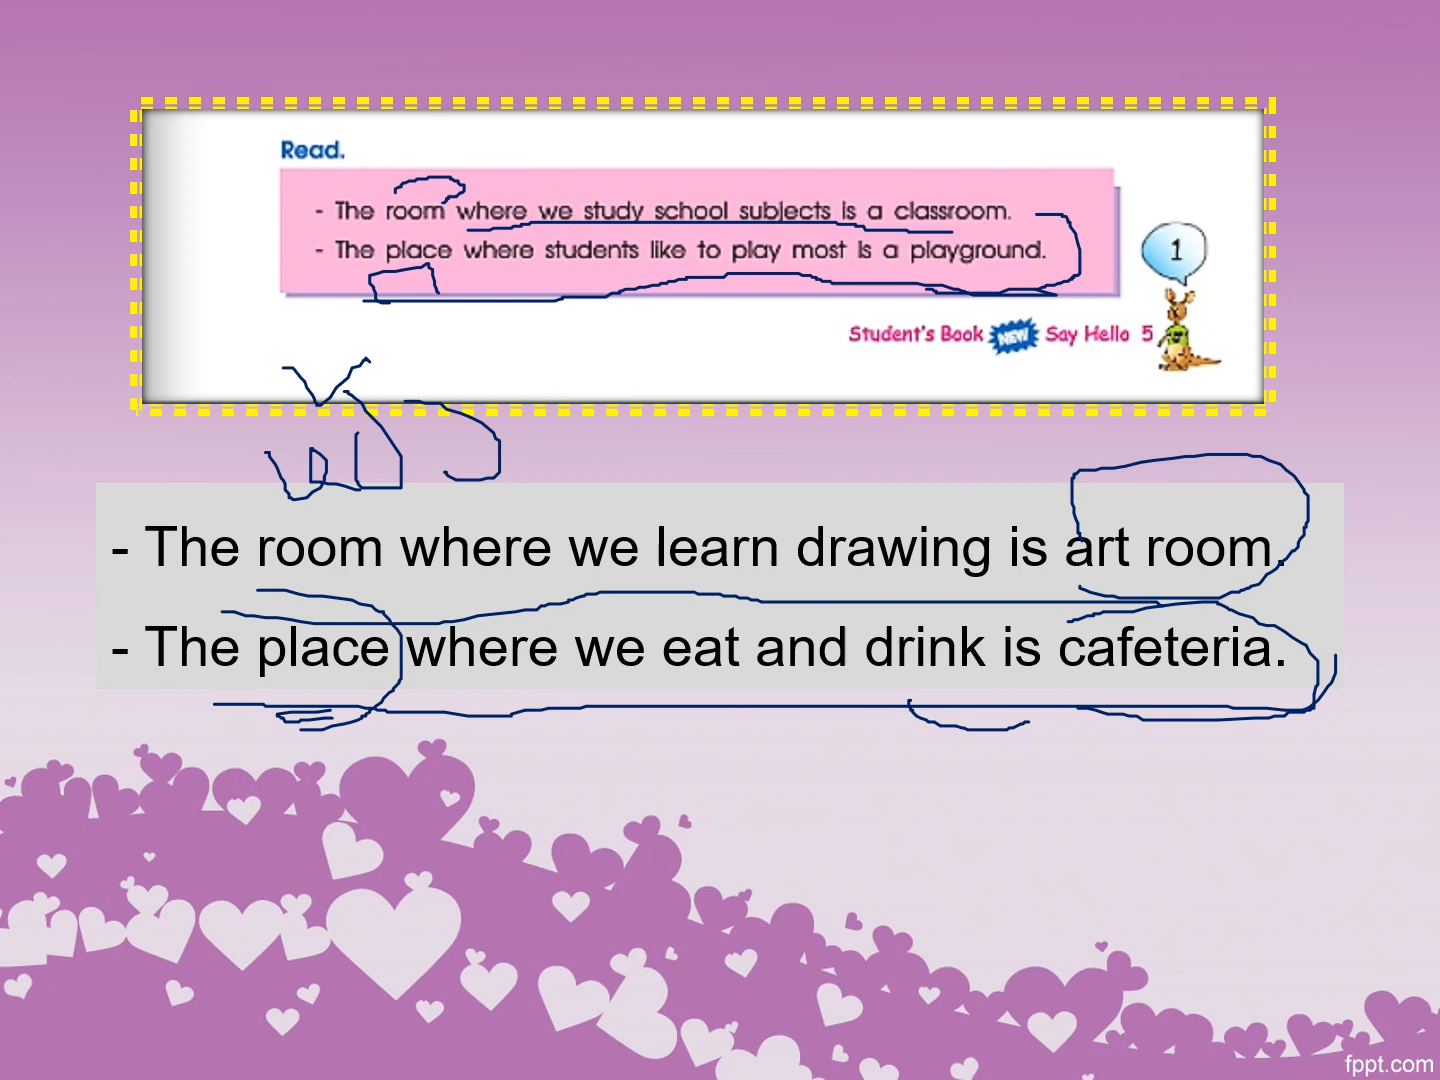 Read.
- The room where we study school subjects is a classroom.
- The place where students like to play most is a playground.
1
Student's Book NEW Say Hello 5
- The room where we learn drawing is art room.
- The place where we eat and drink is cafeteria.
fppt.com